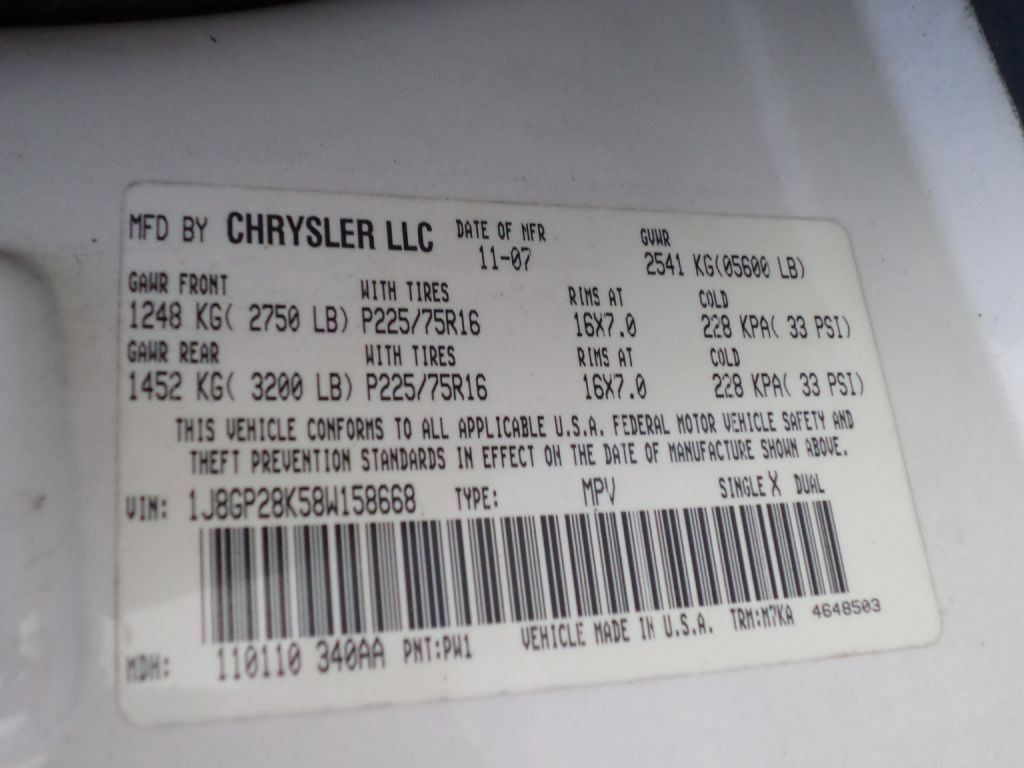 MFD BY CHRYSLER LLC DATE OF MFR GVWR
11-07 2541 KG(05600 LB)
GAWR FRONT WITH TIRES RIMS AT COLD
1248 KG( 2750 LB) P225/75R16 16X7.0 228 KPA( 33 PSI)
GAWR REAR WITH TIRES RIMS AT COLD
1452 KG( 3200 LB) P225/75R16 16X7.0 228 KPA( 33 PSI)
THIS VEHICLE CONFORMS TO ALL APPLICABLE U.S.A. FEDERAL MOTOR VEHICLE SAFETY AND
THEFT PREVENTION STANDARDS IN EFFECT ON THE DATE OF MANUFACTURE SHOWN ABOVE.
VIN: 1J8GP28K58W158668 TYPE: MPV SINGLE X DUAL
MDH: 110110 340AA PNT:PW1 VEHICLE MADE IN U.S.A. TRM:M7KA 4648503